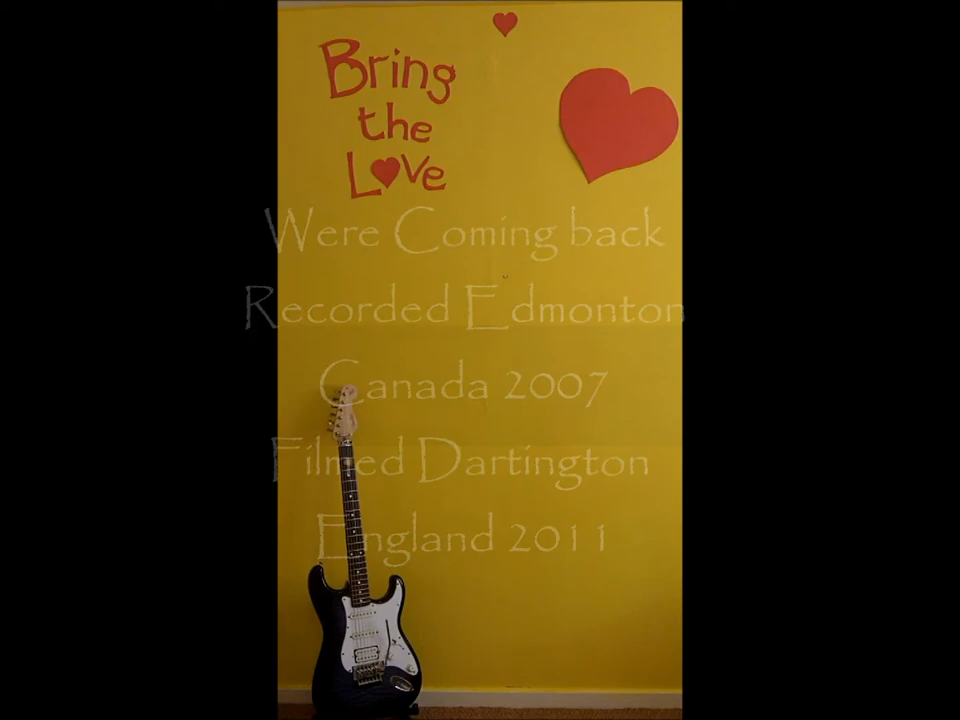 Bring
the
Love
Were Coming back
Recorded Edmonton
Canada 2007
Filmed Dartington
England 2011